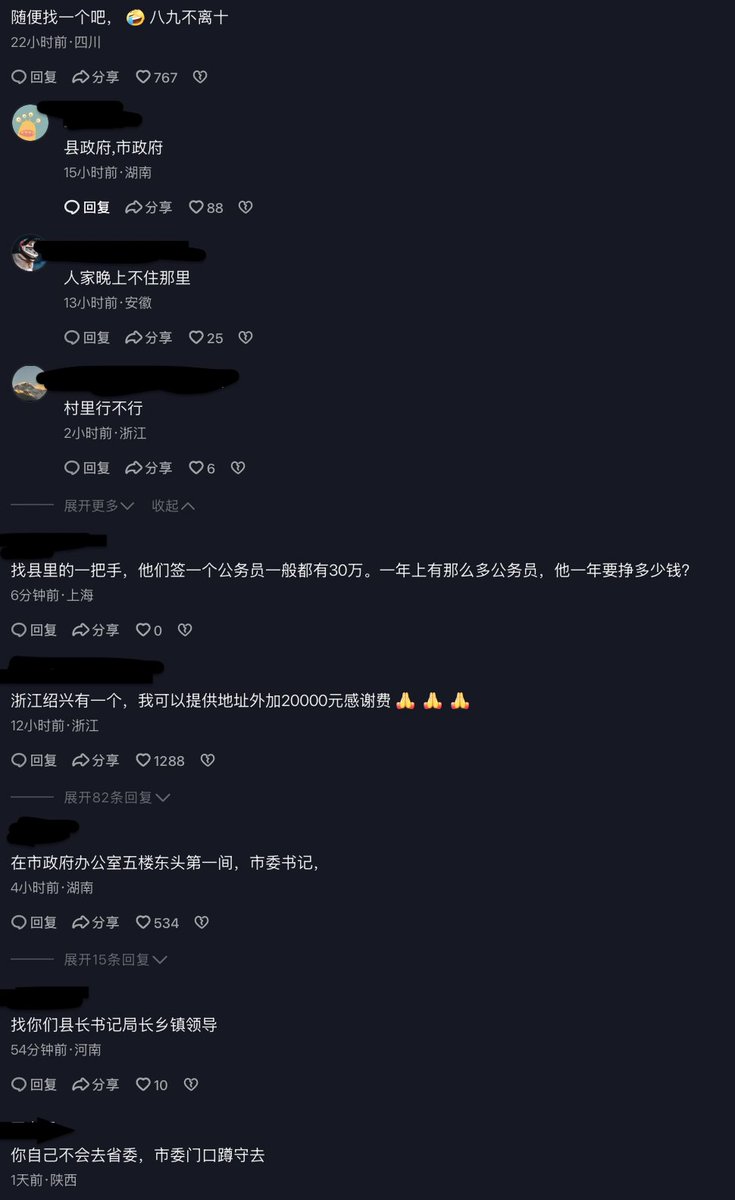 随便找一个吧，🤣八九不离十
22小时前·四川
回复 分享 767
县政府,市政府
15小时前·湖南
回复 分享 88
人家晚上不住那里
13小时前·安徽
回复 分享 25
村里行不行
2小时前·浙江
回复 分享 6
展开更多 收起
找县里的一把手，他们签一个公务员一般都有30万。一年上有那么多公务员，他一年要挣多少钱？
6分钟前·上海
回复 分享 0
浙江绍兴有一个，我可以提供地址外加20000元感谢费🙏🙏🙏
12小时前·浙江
回复 分享 1288
展开82条回复
在市政府办公室五楼东头第一间，市委书记，
4小时前·湖南
回复 分享 534
展开15条回复
找你们县长书记局长乡镇领导
54分钟前·河南
回复 分享 10
你自己不会去省委，市委门口蹲守去
1天前·陕西